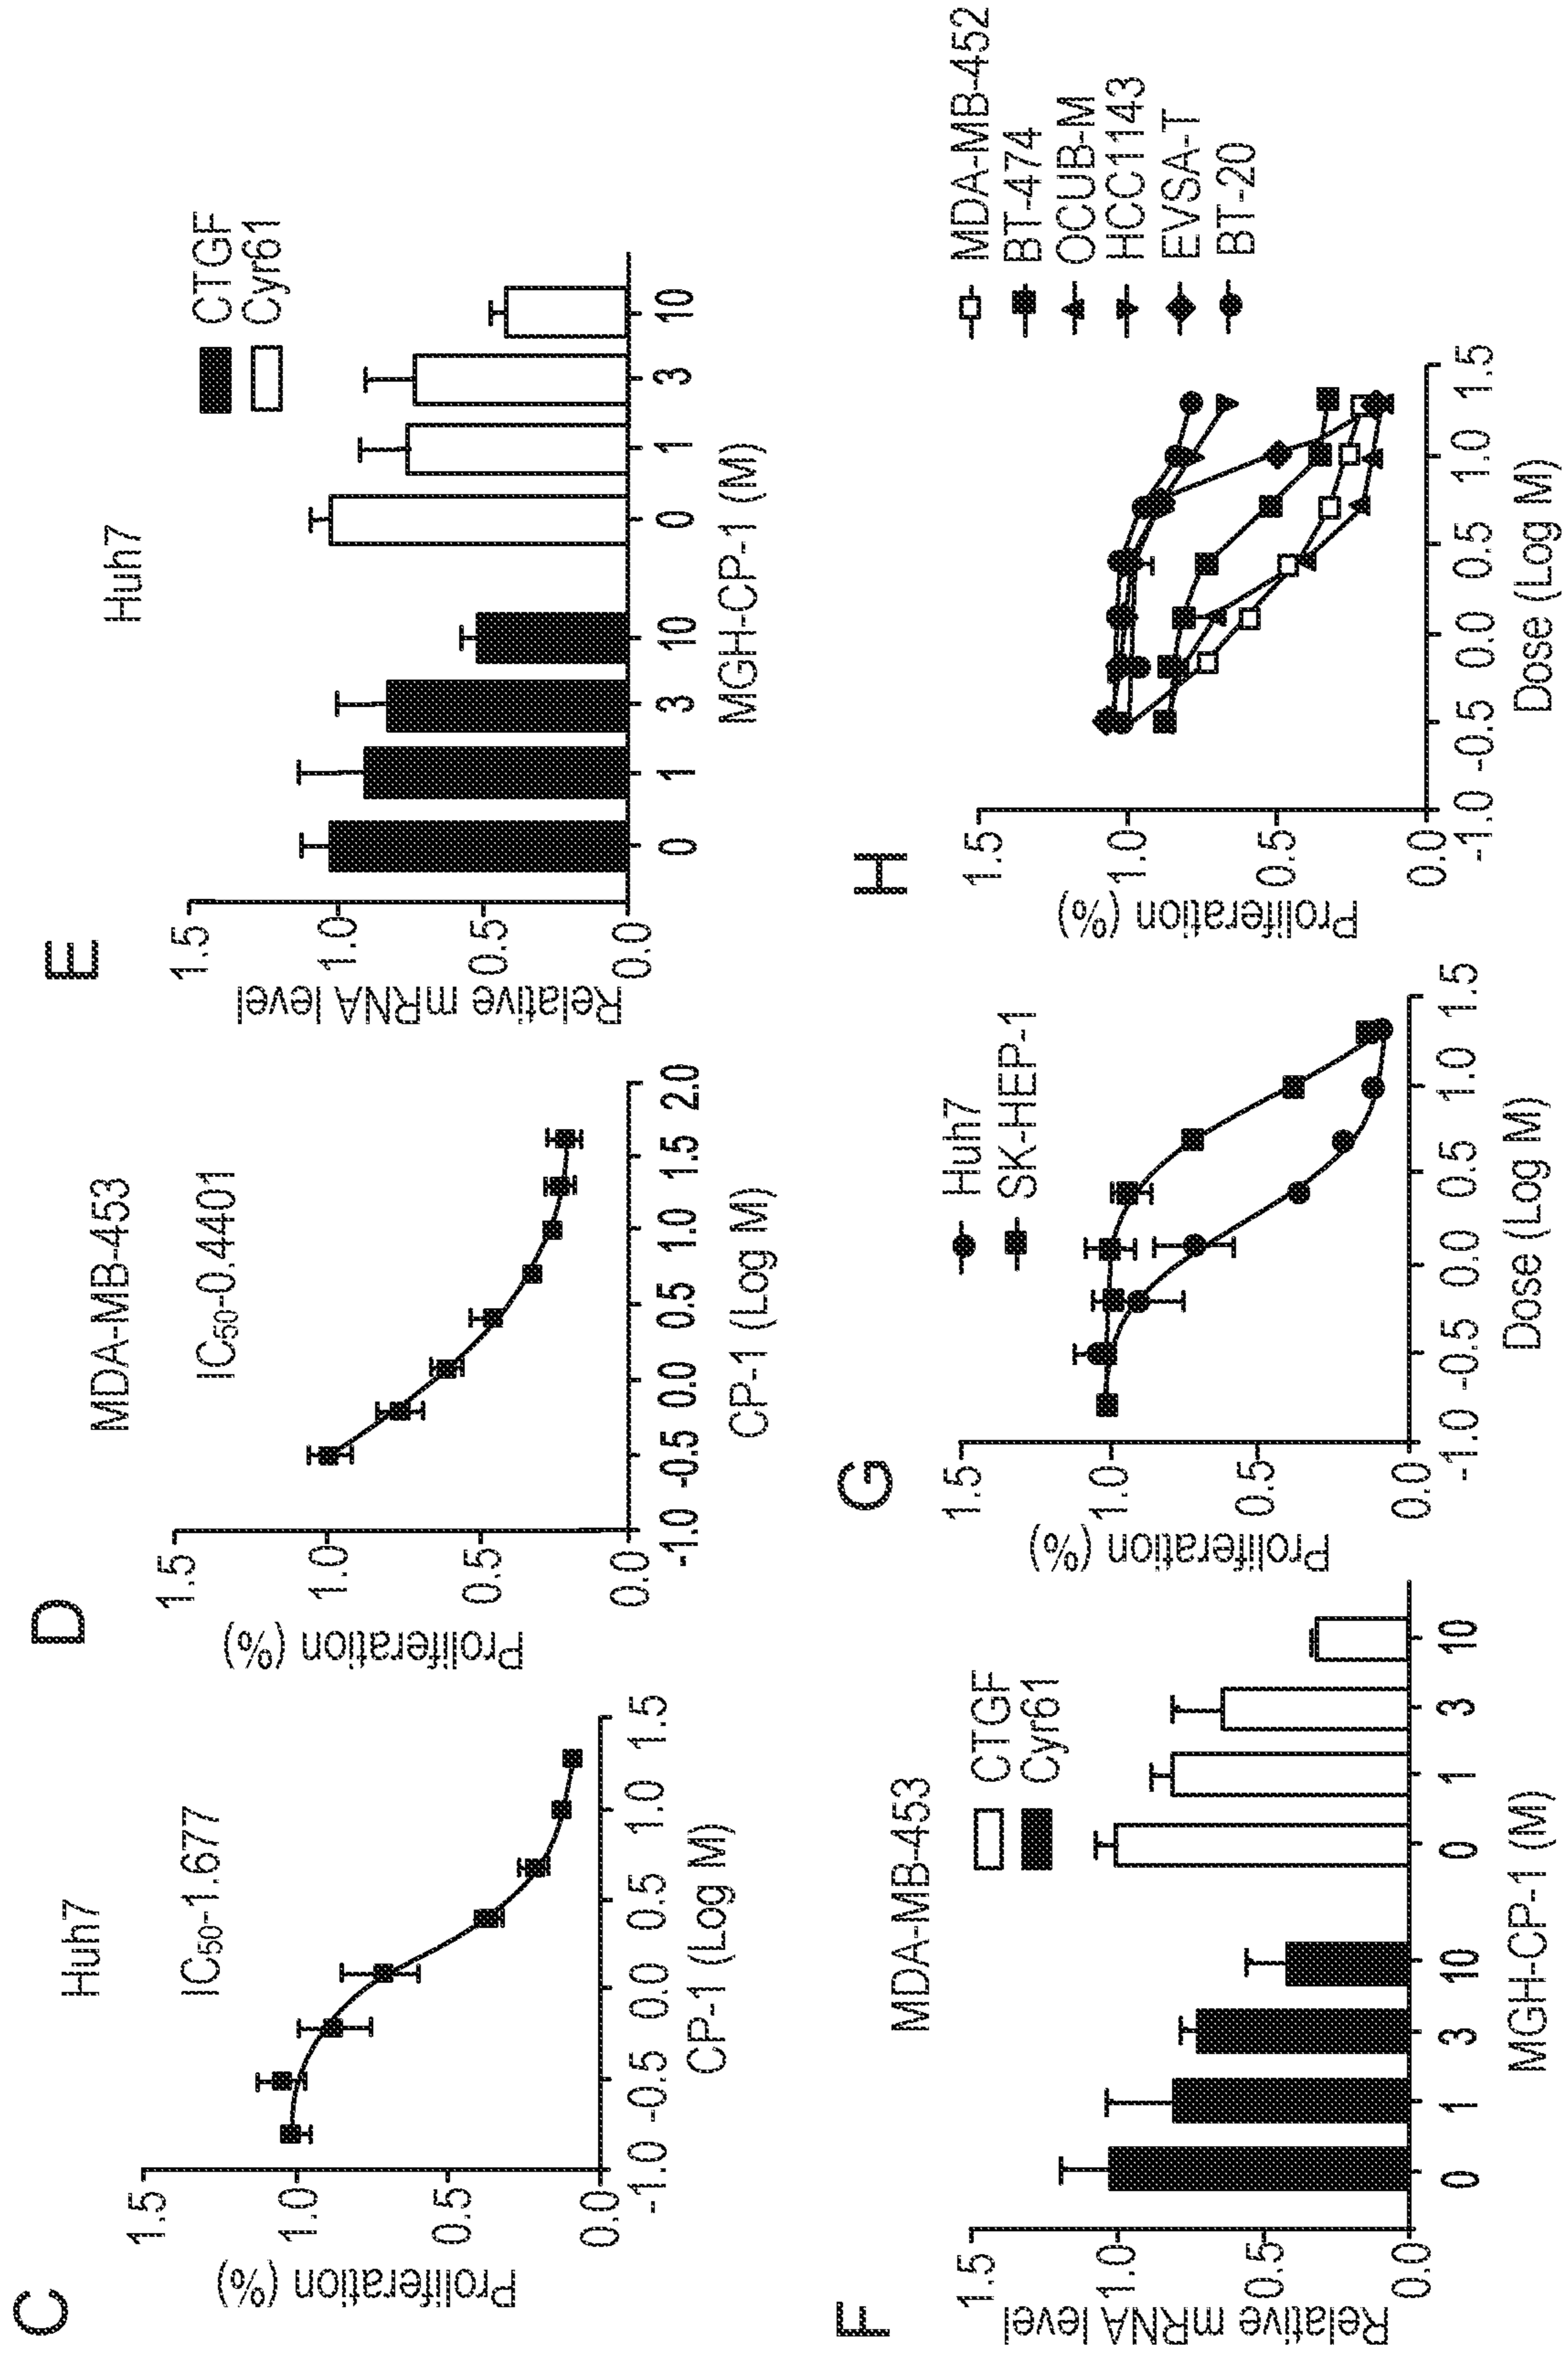 C
Huh7
IC50-1.677
Proliferation (%)
1.5
1.0
0.5
0.0
-1.0 -0.5 0.0 0.5 1.0 1.5
CP-1 (Log M)
D
MDA-MB-453
IC50-0.4401
Proliferation (%)
1.5
1.0
0.5
0.0
-1.0 -0.5 0.0 0.5 1.0 1.5 2.0
CP-1 (Log M)
E
Huh7
CTGF
Cyr61
Relative mRNA level
1.5
1.0
0.5
0.0
0 1 3 10 0 1 3 10
MGH-CP-1 (M)
F
MDA-MB-453
CTGF
Cyr61
Relative mRNA level
1.5
1.0
0.5
0.0
0 1 3 10 0 1 3 10
MGH-CP-1 (M)
G
Huh7
SK-HEP-1
Proliferation (%)
1.5
1.0
0.5
0.0
-1.0 -0.5 0.0 0.5 1.0 1.5
Dose (Log M)
H
MDA-MB-452
BT-474
OCUB-M
HCC1143
EVSA-T
BT-20
Proliferation (%)
1.5
1.0
0.5
0.0
-1.0 -0.5 0.0 0.5 1.0 1.5
Dose (Log M)